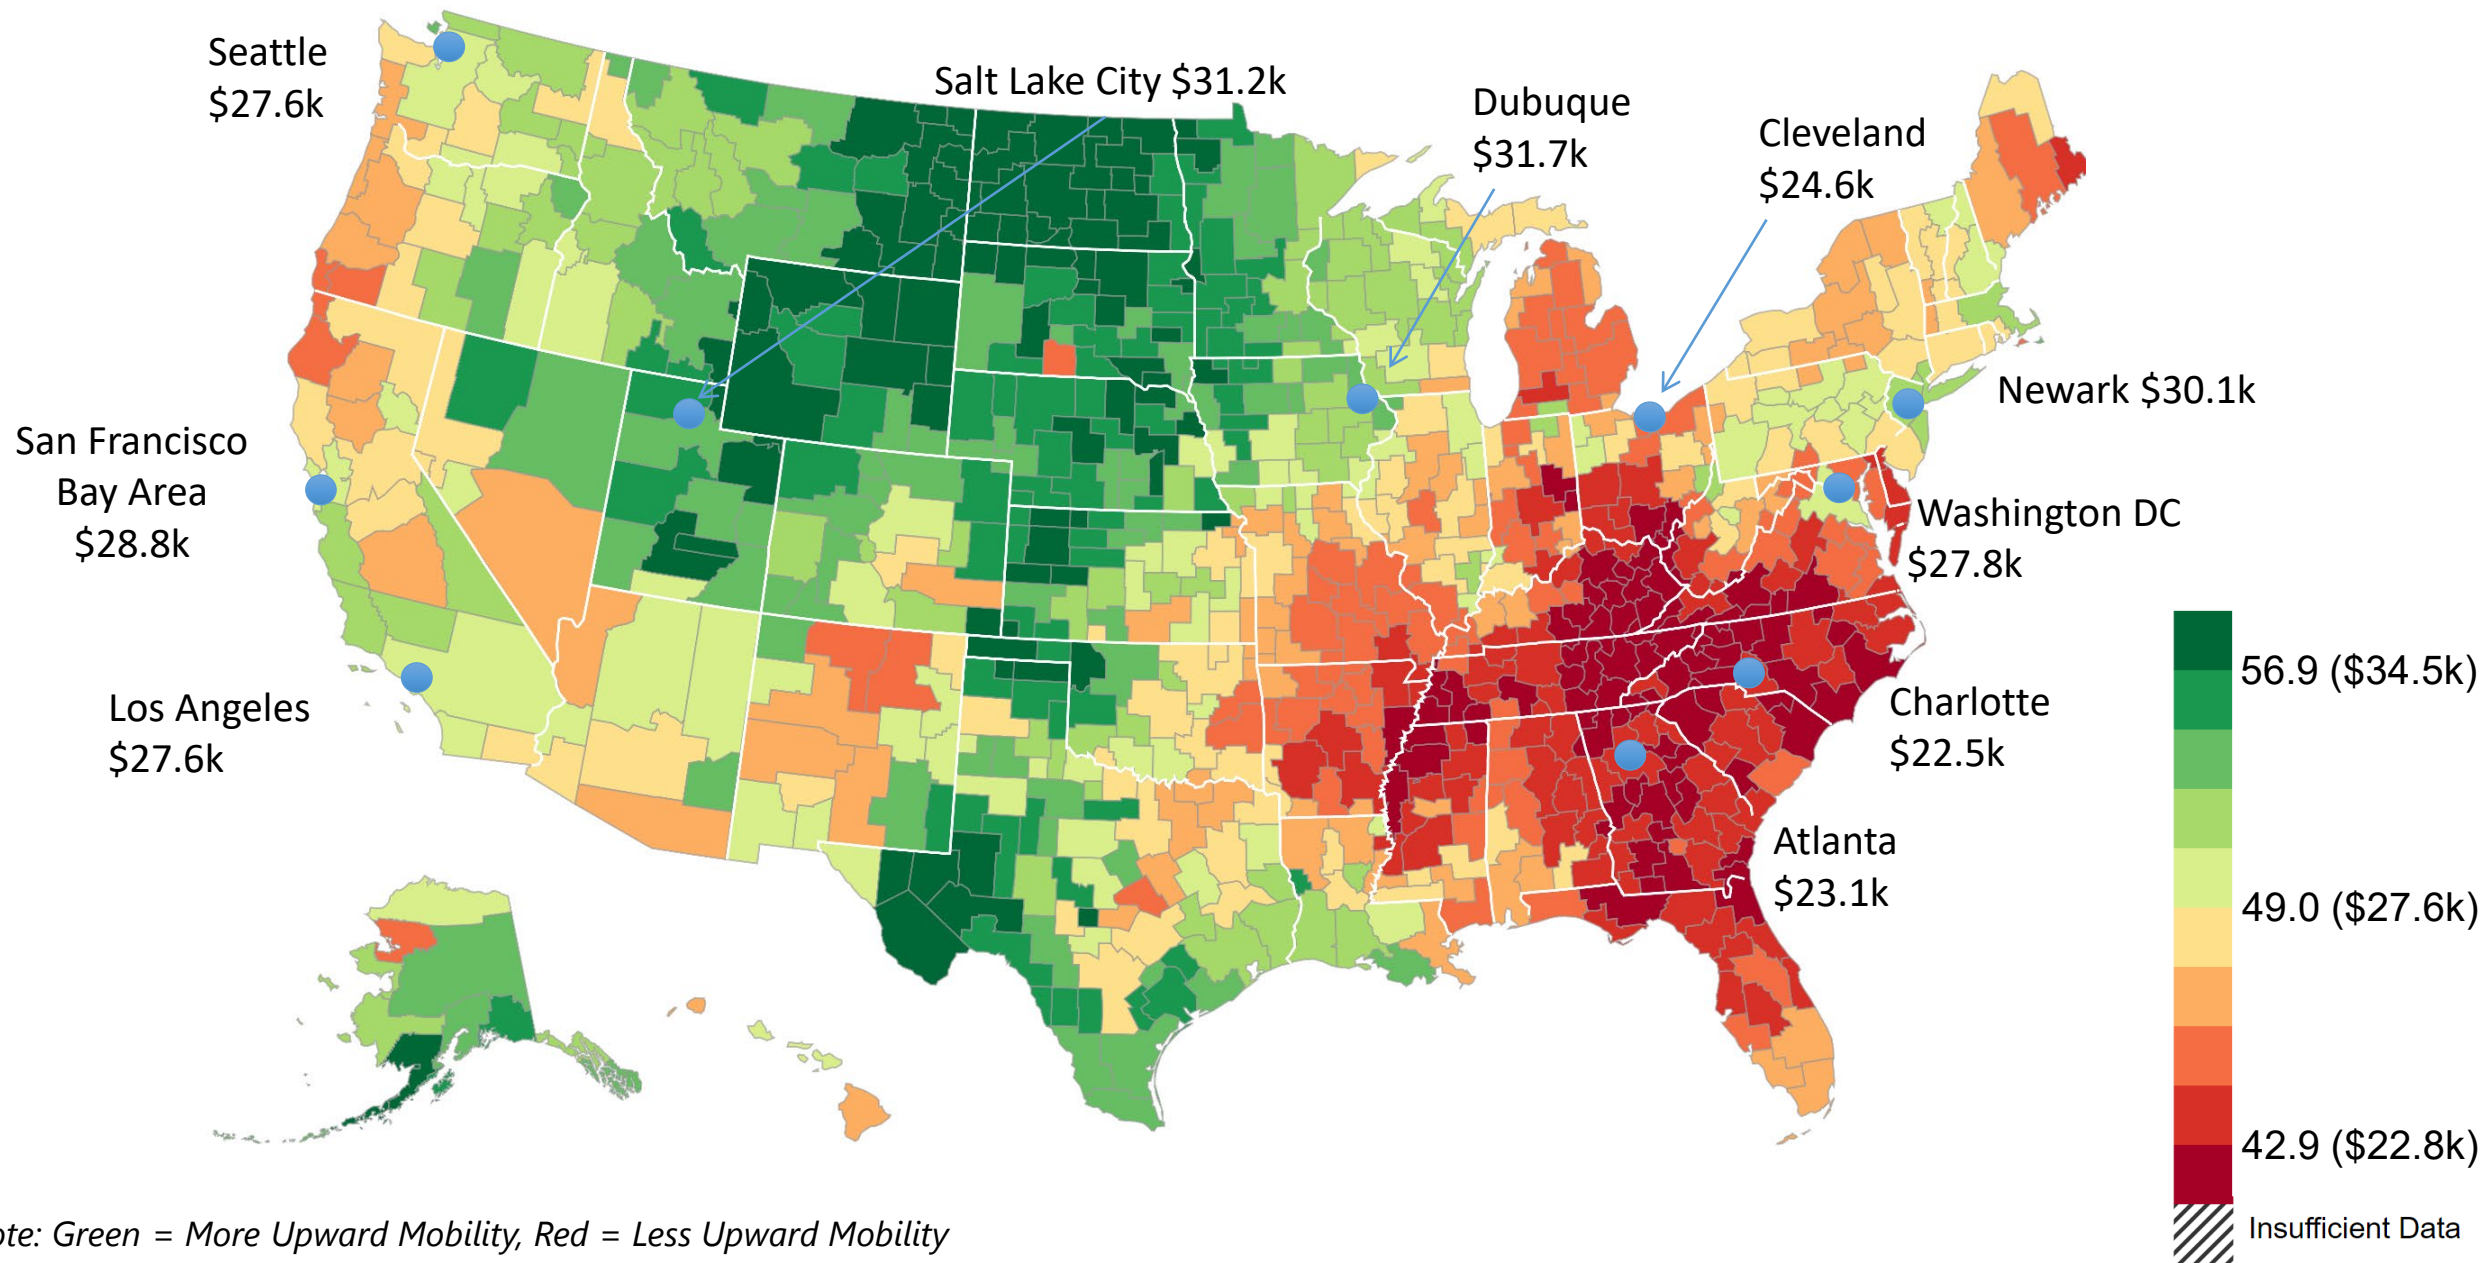 Seattle
$27.6k
Salt Lake City $31.2k
Dubuque
$31.7k
Cleveland
$24.6k
Newark $30.1k
San Francisco
Bay Area
$28.8k
Washington DC
$27.8k
Los Angeles
$27.6k
Charlotte
$22.5k
Atlanta
$23.1k
56.9 ($34.5k)
49.0 ($27.6k)
42.9 ($22.8k)
Insufficient Data
ote: Green = More Upward Mobility, Red = Less Upward Mobility